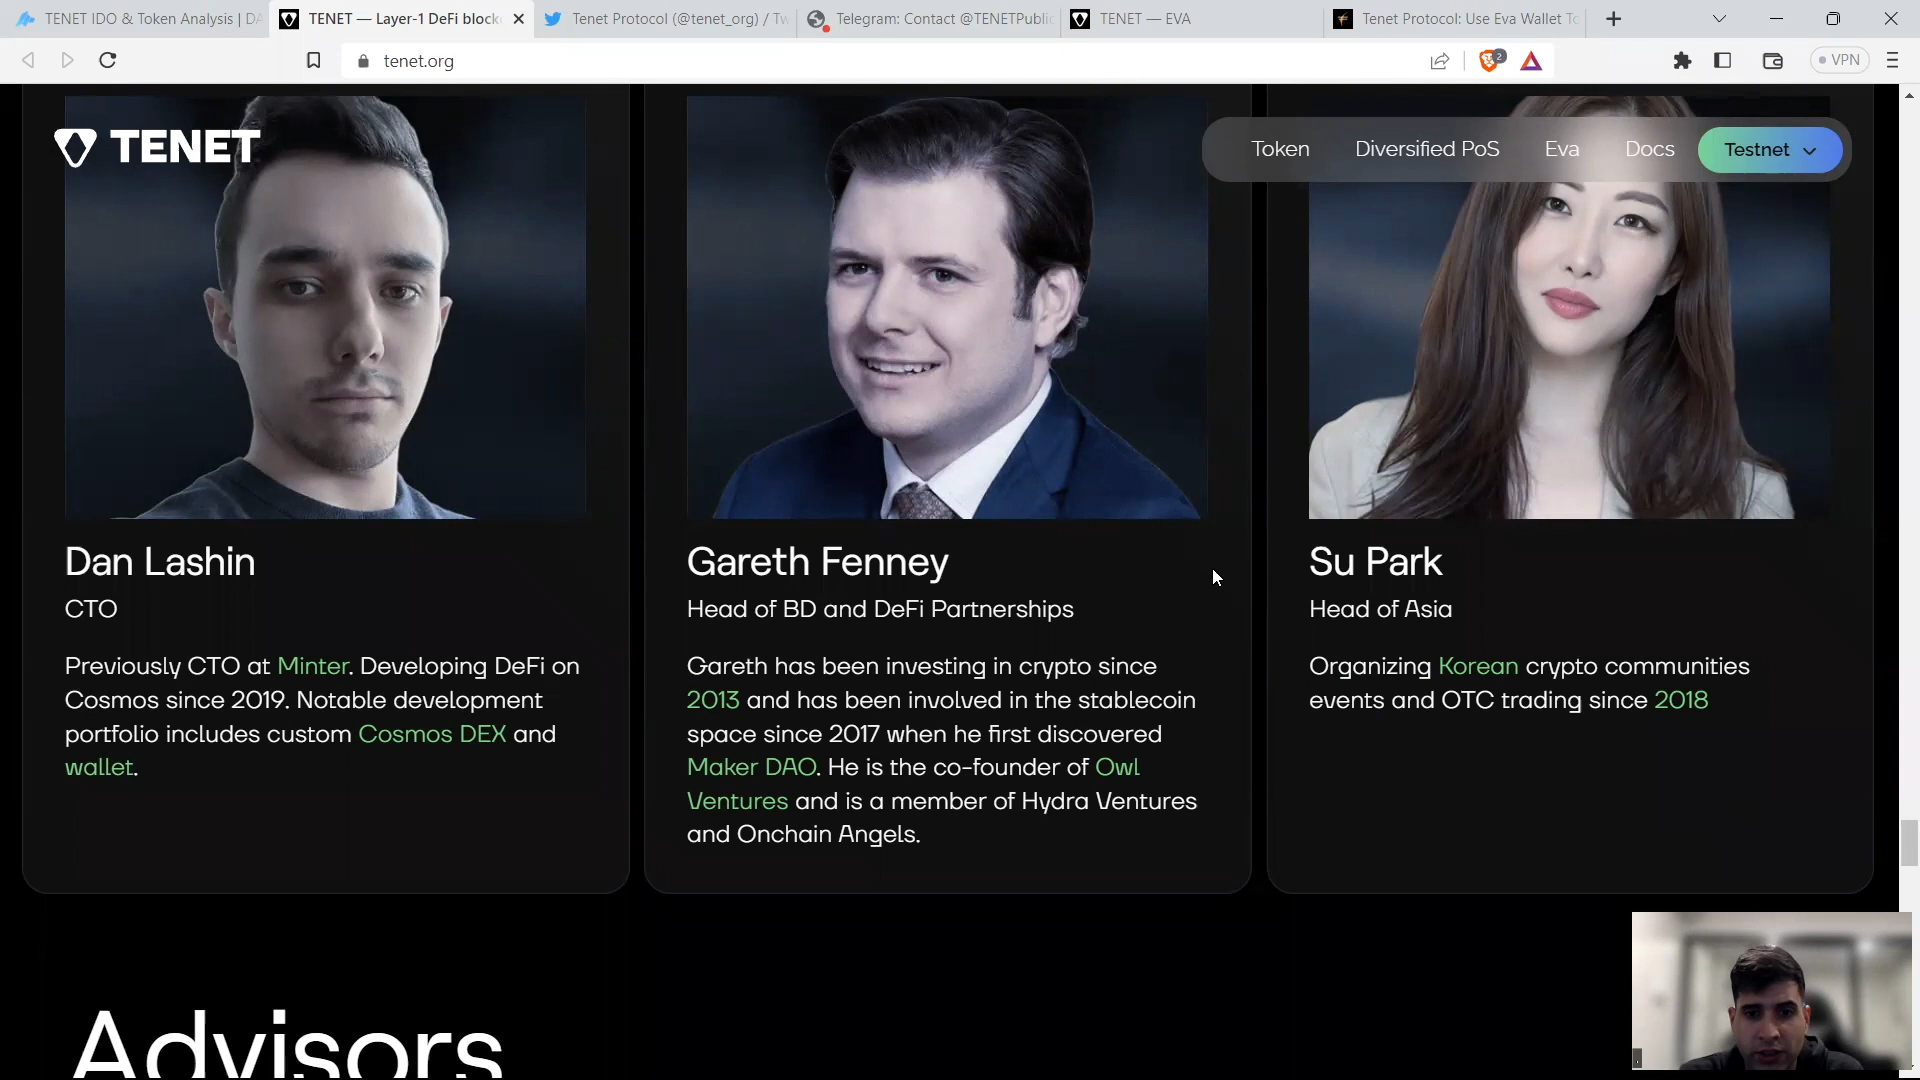 TENET IDO & Token Analysis | DA
TENET — Layer-1 DeFi block
Tenet Protocol (@tenet_org) / Tw
Telegram: Contact @TENETPublic
TENET — EVA
Tenet Protocol: Use Eva Wallet To
tenet.org
2
VPN
TENET
Token
Diversified PoS
Eva
Docs
Testnet
Dan Lashin
CTO
Previously CTO at Minter. Developing DeFi on
Cosmos since 2019. Notable development
portfolio includes custom Cosmos DEX and
wallet.
Gareth Fenney
Head of BD and DeFi Partnerships
Gareth has been investing in crypto since
2013 and has been involved in the stablecoin
space since 2017 when he first discovered
Maker DAO. He is the co-founder of Owl
Ventures and is a member of Hydra Ventures
and Onchain Angels.
Su Park
Head of Asia
Organizing Korean crypto communities
events and OTC trading since 2018
Advisors